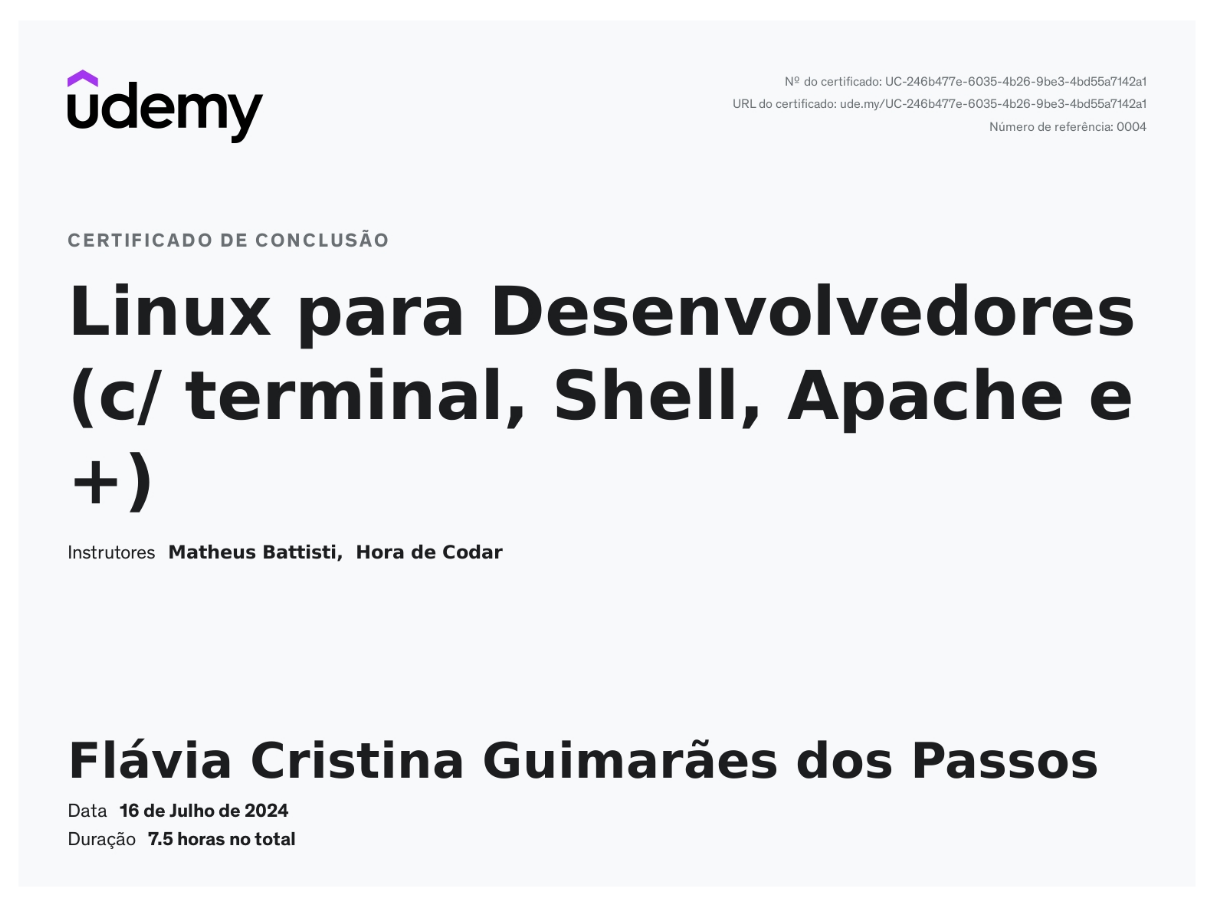 udemy
Nº do certificado: UC-246b477e-6035-4b26-9be3-4bd55a7142a1
URL do certificado: ude.my/UC-246b477e-6035-4b26-9be3-4bd55a7142a1
Número de referência: 0004
CERTIFICADO DE CONCLUSÃO
Linux para Desenvolvedores
(c/ terminal, Shell, Apache e
+)
Instrutores Matheus Battisti, Hora de Codar
Flávia Cristina Guimarães dos Passos
Data 16 de Julho de 2024
Duração 7.5 horas no total